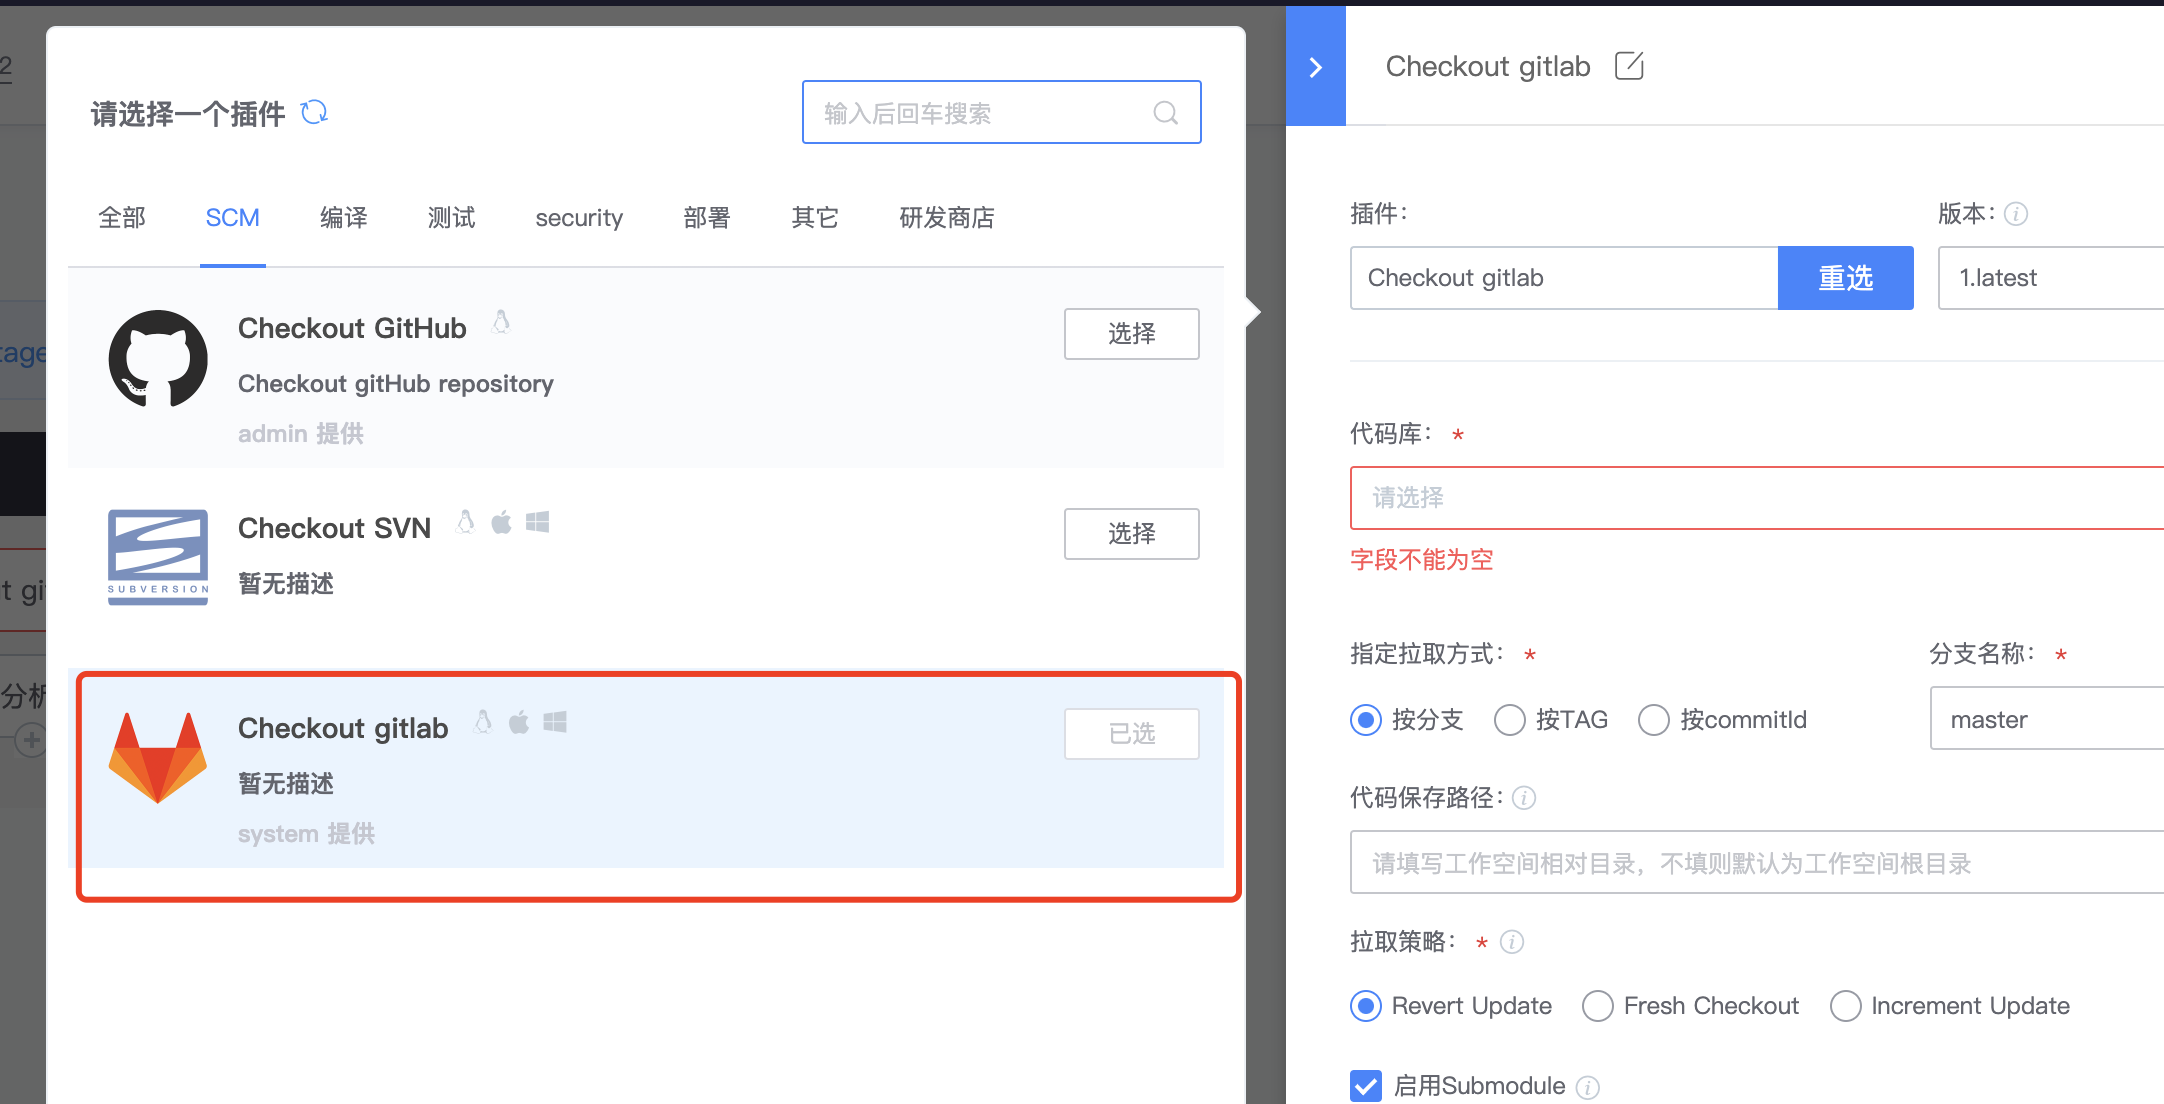 2
tage
t git
分析
请选择一个插件
输入后回车搜索
全部 SCM 编译 测试 security 部署 其它 研发商店
Checkout GitHub
选择
Checkout gitHub repository
admin 提供
SUBVERSION
Checkout SVN
选择
暂无描述
Checkout gitlab
已选
暂无描述
system 提供
Checkout gitlab
插件： 版本：
Checkout gitlab 重选 1.latest
代码库： *
请选择
字段不能为空
指定拉取方式： * 分支名称： *
按分支 按TAG 按commitId master
代码保存路径：
请填写工作空间相对目录，不填则默认为工作空间根目录
拉取策略： *
Revert Update Fresh Checkout Increment Update
启用Submodule